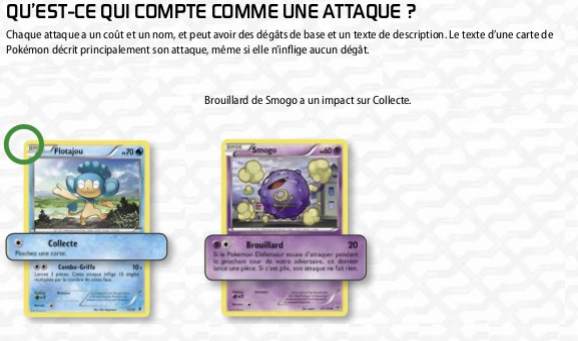 QU'EST-CE QUI COMPTE COMME UNE ATTAQUE ?
Chaque attaque a un coût et un nom, et peut avoir des dégâts de base et un texte de description. Le texte d'une carte de
Pokémon décrit principalement son attaque, même si elle n'inflige aucun dégât.
Brouillard de Smogo a un impact sur Collecte.
Flotajou 70
Collecte
Piochez une carte.
Combo-Griffe 10
Smogo 60
Brouillard 20
Si le Pokémon Défenseur essaie d'attaquer pendant
le prochain tour de votre adversaire, ce dernier
lance une pièce. Si c'est pile, son attaque ne fait rien.